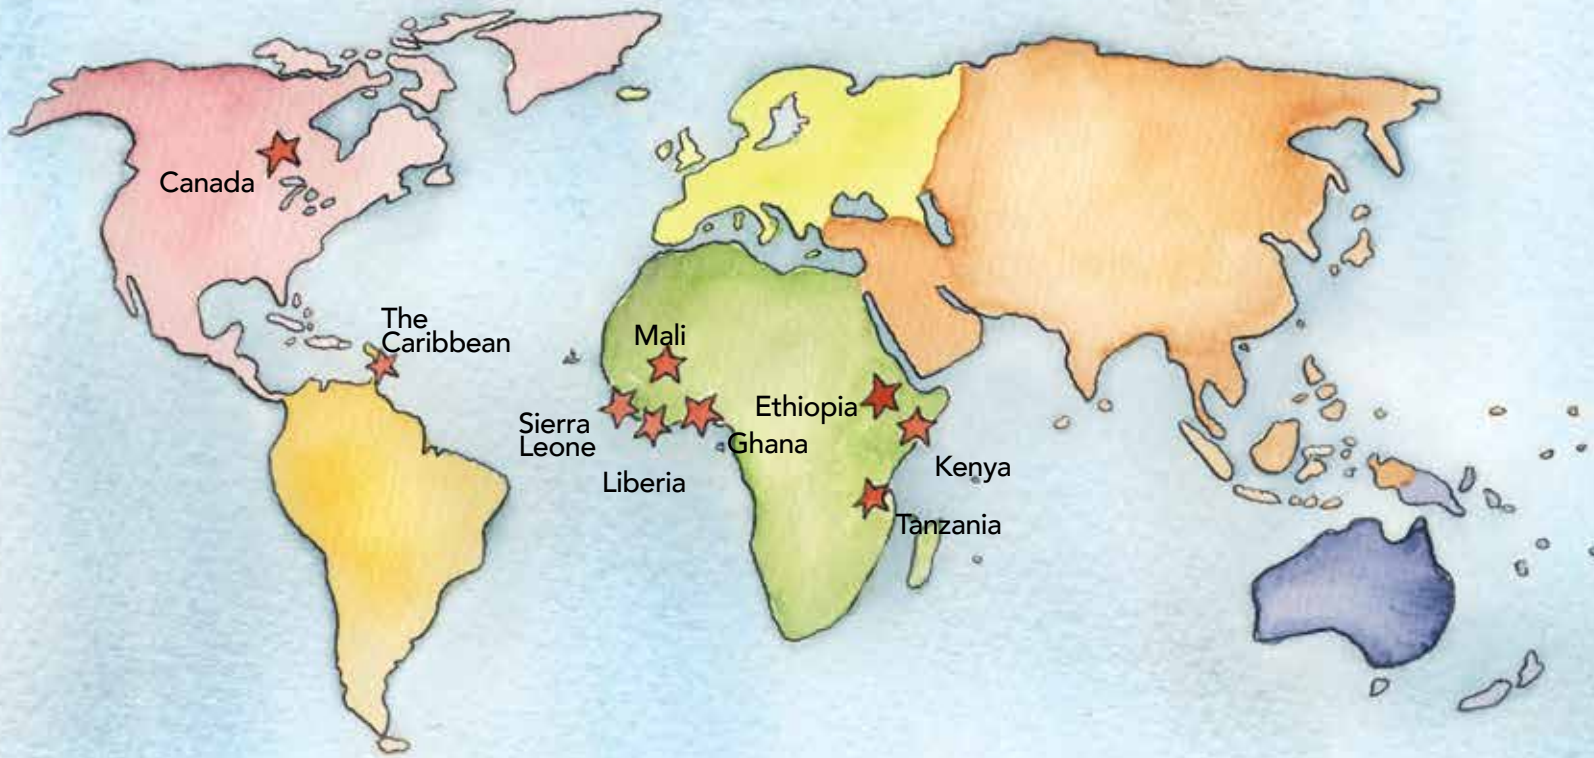 Canada
The
Caribbean
Mali
Sierra
Leone
Liberia
Ghana
Ethiopia
Kenya
Tanzania